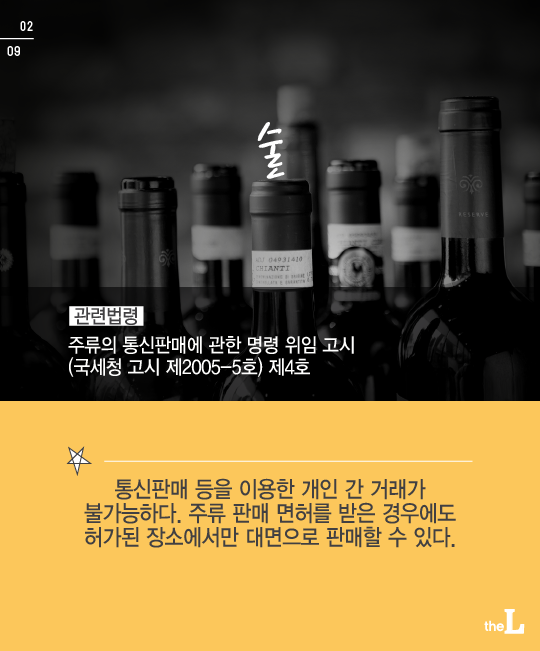 02
09
술
CHIANTI
RESERVE
관련법령
주류의 통신판매에 관한 명령 위임 고시
(국세청 고시 제2005-5호) 제4호
통신판매 등을 이용한 개인 간 거래가
불가능하다. 주류 판매 면허를 받은 경우에도
허가된 장소에서만 대면으로 판매할 수 있다.
the L